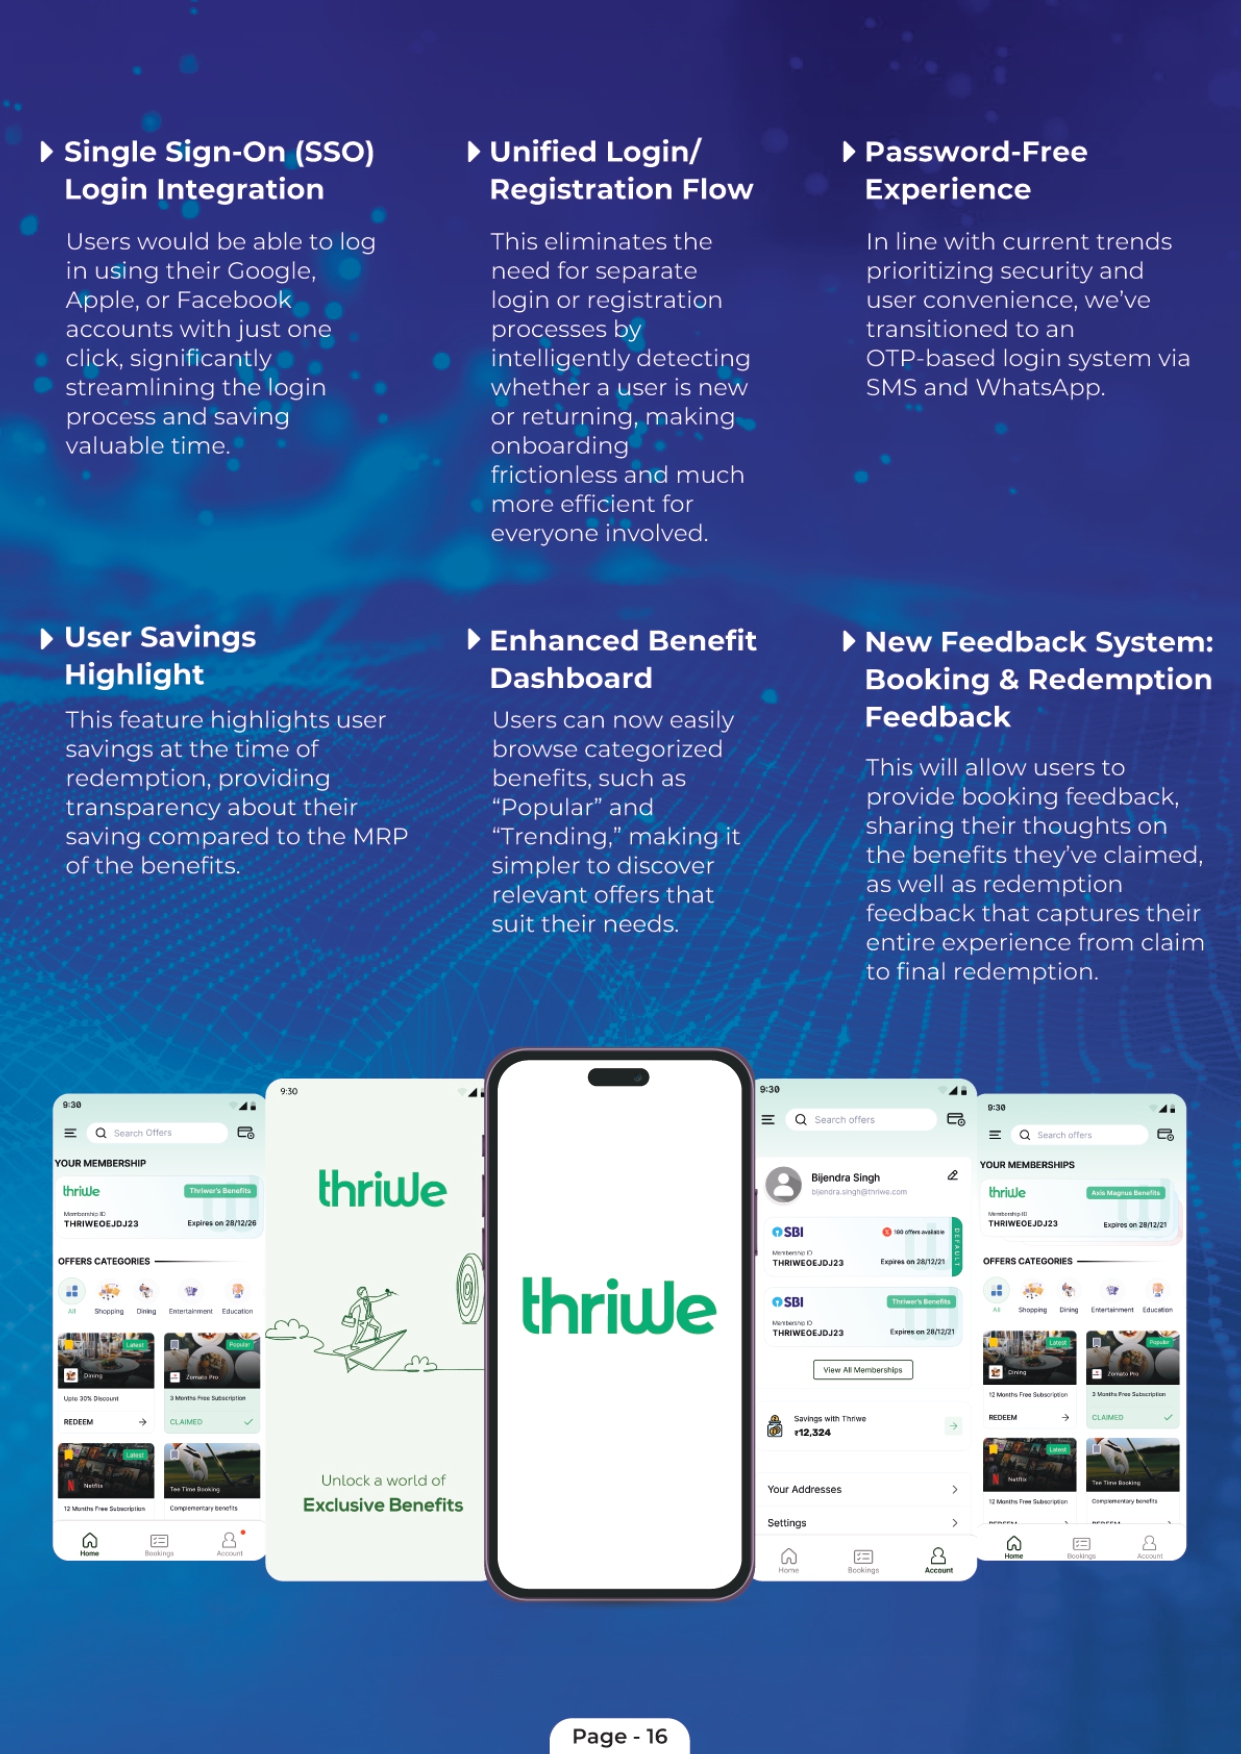 Single Sign-On (SSO)
Login Integration
Users would be able to log
in using their Google,
Apple, or Facebook
accounts with just one
click, significantly
streamlining the login
process and saving
valuable time.
Unified Login/
Registration Flow
This eliminates the
need for separate
login or registration
processes by
intelligently detecting
whether a user is new
or returning, making
onboarding
frictionless and much
more efficient for
everyone involved.
Password-Free
Experience
In line with current trends
prioritizing security and
user convenience, we've
transitioned to an
OTP-based login system via
SMS and WhatsApp.
User Savings
Highlight
This feature highlights user
savings at the time of
redemption, providing
transparency about their
saving compared to the MRP
of the benefits.
Enhanced Benefit
Dashboard
Users can now easily
browse categorized
benefits, such as
“Popular” and
“Trending,” making it
simpler to discover
relevant offers that
suit their needs.
New Feedback System:
Booking & Redemption
Feedback
This will allow users to
provide booking feedback,
sharing their thoughts on
the benefits they've claimed,
as well as redemption
feedback that captures their
entire experience from claim
to final redemption.
9:30
Search Offers
YOUR MEMBERSHIP
thriwe
Thriwer's Benefits
Membership ID
THRIWEOEJDJ23
Expires on 28/12/26
OFFERS CATEGORIES
All Shopping Dining Entertainment Education
Latest
Dining
Upto 30% Discount
REDEEM
Popular
Zomato Pro
3 Months Free Subscription
CLAIMED
Latest
Netflix
12 Months Free Subscription
Tee Time Booking
Complementary benefits
Home Bookings Account
9:30
thriwe
Unlock a world of
Exclusive Benefits
thriwe
9:30
Search offers
Bijendra Singh
bijendra.singh@thriwe.com
SBI
100 offers available
DEFAULT
Membership ID
THRIWEOEJDJ23
Expires on 28/12/21
SBI
Thriwer's Benefits
Membership ID
THRIWEOEJDJ23
Expires on 28/12/21
View All Memberships
Savings with Thriwe
₹12,324
Your Addresses
Settings
Home Bookings Account
9:30
Search offers
YOUR MEMBERSHIPS
thriwe
Axis Magnus Benefits
Membership ID
THRIWEOEJDJ23
Expires on 28/12/21
OFFERS CATEGORIES
All Shopping Dining Entertainment Education
Latest
Dining
12 Months Free Subscription
REDEEM
Popular
Zomato Pro
3 Months Free Subscription
CLAIMED
Latest
Netflix
12 Months Free Subscription
Tee Time Booking
Complementary benefits
Home Bookings Account
Page - 16